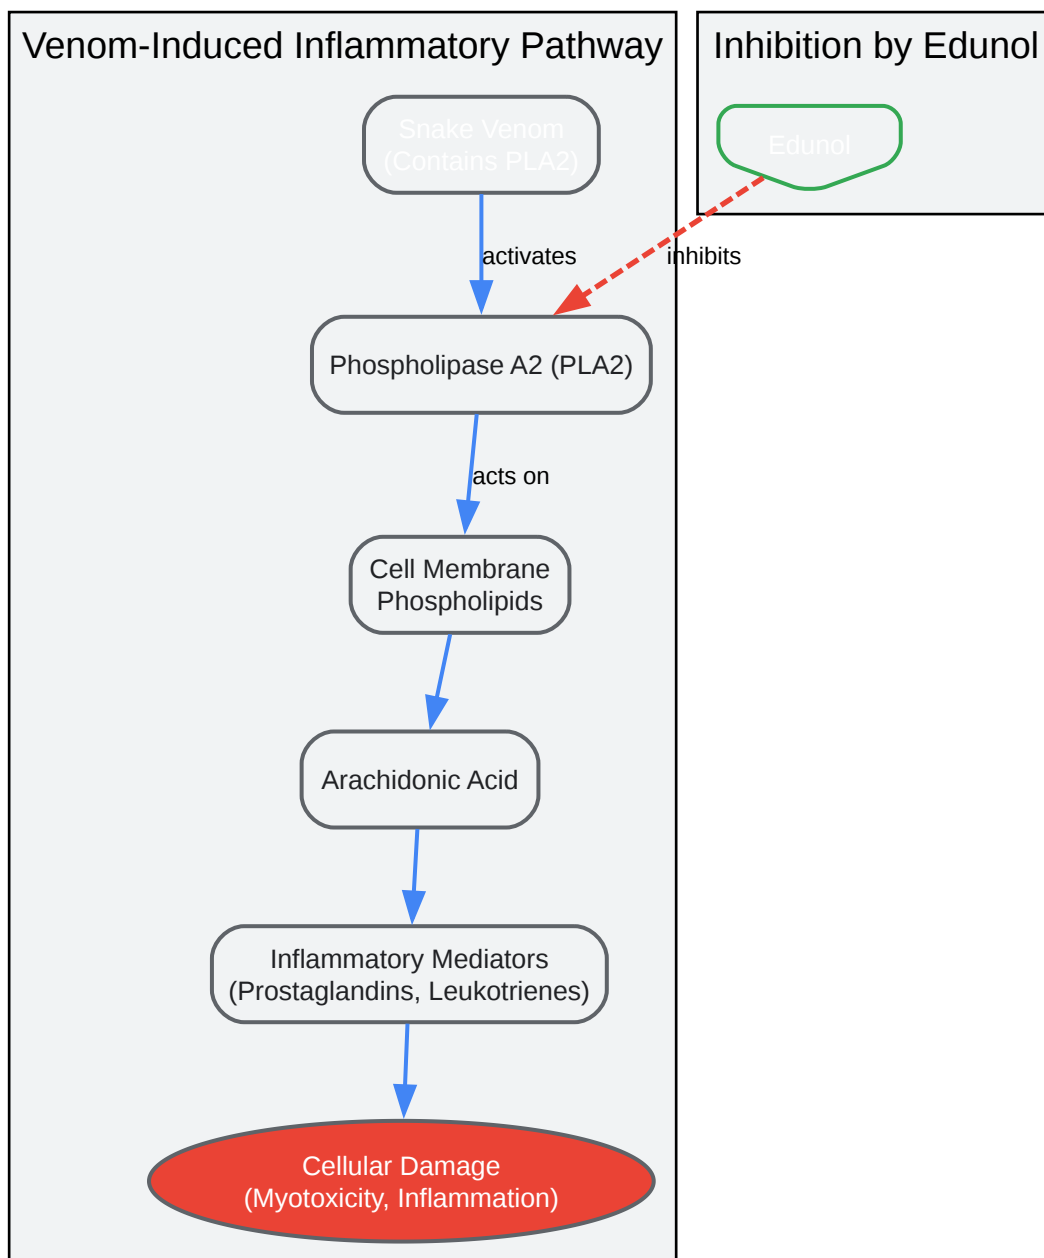 Venom-Induced Inflammatory Pathway
Inhibition by Edunol
Snake Venom
(Contains PLA2)
Edunol
activates
inhibits
Phospholipase A2 (PLA2)
acts on
Cell Membrane
Phospholipids
Arachidonic Acid
Inflammatory Mediators
(Prostaglandins, Leukotrienes)
Cellular Damage
(Myotoxicity, Inflammation)